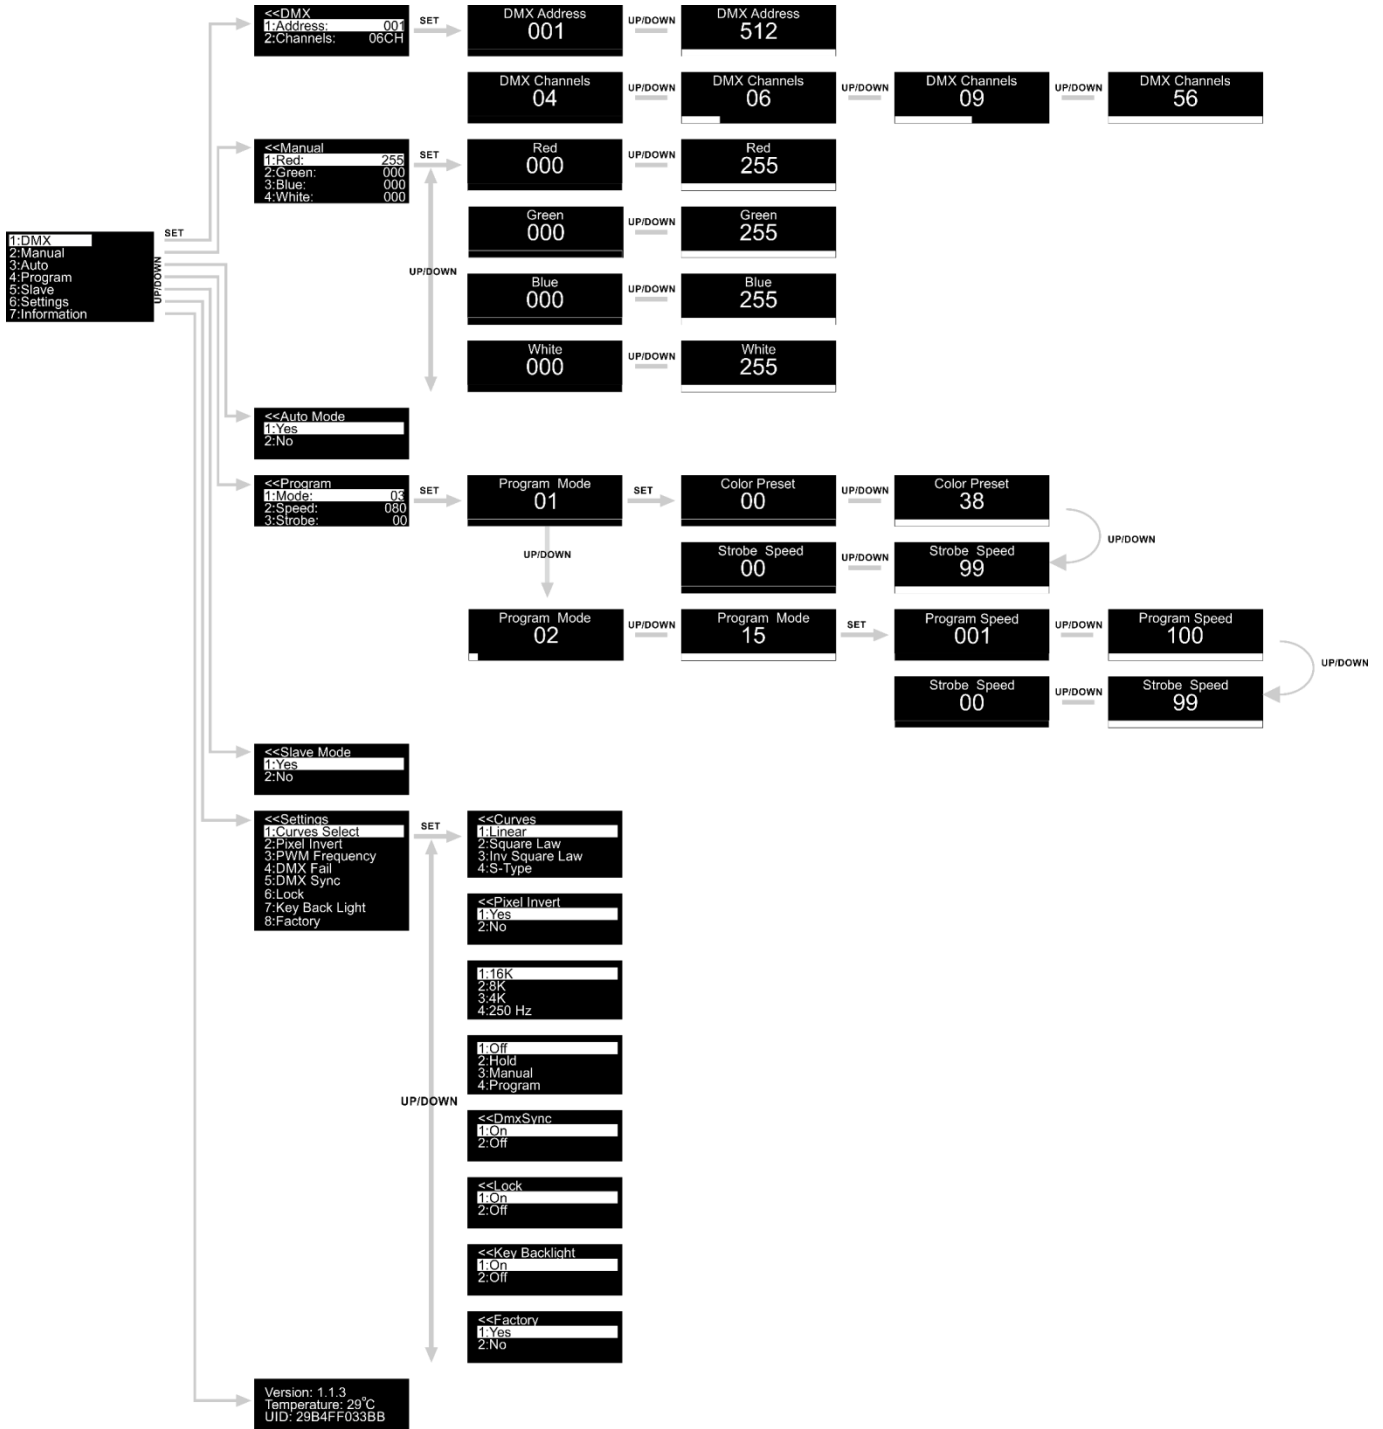 <<DMX
1:Address: 001
2:Channels: 06CH
SET
DMX Address
001
UP/DOWN
DMX Address
512
DMX Channels
04
UP/DOWN
DMX Channels
06
UP/DOWN
DMX Channels
09
UP/DOWN
DMX Channels
56
<<Manual
1:Red: 255
2:Green: 000
3:Blue: 000
4:White: 000
SET
UP/DOWN
Red
000
UP/DOWN
Red
255
Green
000
UP/DOWN
Green
255
Blue
000
UP/DOWN
Blue
255
White
000
UP/DOWN
White
255
1:DMX
2:Manual
3:Auto
4:Program
5:Slave
6:Settings
7:Information
SET
UP/DOWN
<<Auto Mode
1:Yes
2:No
<<Program
1:Mode: 03
2:Speed: 080
3:Strobe: 00
SET
Program Mode
01
SET
Color Preset
00
UP/DOWN
Color Preset
38
UP/DOWN
Strobe Speed
00
UP/DOWN
Strobe Speed
99
UP/DOWN
Program Mode
02
UP/DOWN
Program Mode
15
SET
Program Speed
001
UP/DOWN
Program Speed
100
UP/DOWN
Strobe Speed
00
UP/DOWN
Strobe Speed
99
<<Slave Mode
1:Yes
2:No
<<Settings
1:Curves Select
2:Pixel Invert
3:PWM Frequency
4:DMX Fail
5:DMX Sync
6:Lock
7:Key Back Light
8:Factory
SET
UP/DOWN
<<Curves
1:Linear
2:Square Law
3:Inv Square Law
4:S-Type
<<Pixel Invert
1:Yes
2:No
1:16K
2:8K
3:4K
4:250 Hz
1:Off
2:Hold
3:Manual
4:Program
<<DmxSync
1:On
2:Off
<<Lock
1:On
2:Off
<<Key Backlight
1:On
2:Off
<<Factory
1:Yes
2:No
Version: 1.1.3
Temperature: 29°C
UID: 29B4FF033BB